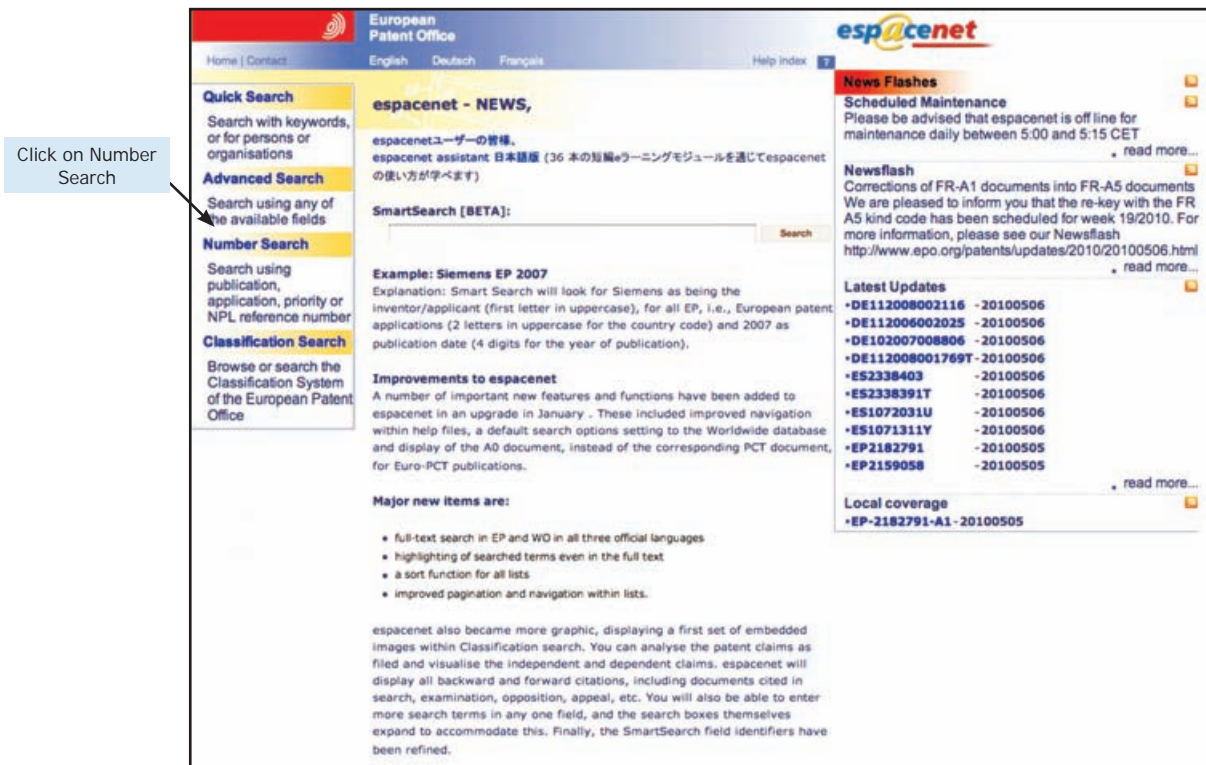 Click on Number
Search
European
Patent Office
Home | Contact
English Deutsch Français
Help index ?
espacenet
Quick Search
Search with keywords,
or for persons or
organisations
Advanced Search
Search using any of
the available fields
Number Search
Search using
publication,
application, priority or
NPL reference number
Classification Search
Browse or search the
Classification System
of the European Patent
Office
espacenet - NEWS,
espacenetユーザーの皆様、
espacenet assistant 日本語版 (36 本の短編eラーニングモジュールを通じてespacenet
の使い方が学べます)
SmartSearch [BETA]:
Search
Example: Siemens EP 2007
Explanation: Smart Search will look for Siemens as being the
inventor/applicant (first letter in uppercase), for all EP, i.e., European patent
applications (2 letters in uppercase for the country code) and 2007 as
publication date (4 digits for the year of publication).
Improvements to espacenet
A number of important new features and functions have been added to
espacenet in an upgrade in January . These included improved navigation
within help files, a default search options setting to the Worldwide database
and display of the A0 document, instead of the corresponding PCT document,
for Euro-PCT publications.
Major new items are:
• full-text search in EP and WO in all three official languages
• highlighting of searched terms even in the full text
• a sort function for all lists
• improved pagination and navigation within lists.
espacenet also became more graphic, displaying a first set of embedded
images within Classification search. You can analyse the patent claims as
filed and visualise the independent and dependent claims. espacenet will
display all backward and forward citations, including documents cited in
search, examination, opposition, appeal, etc. You will also be able to enter
more search terms in any one field, and the search boxes themselves
expand to accommodate this. Finally, the SmartSearch field identifiers have
been refined.
News Flashes
Scheduled Maintenance
Please be advised that espacenet is off line for
maintenance daily between 5:00 and 5:15 CET
read more...
Newsflash
Corrections of FR-A1 documents into FR-A5 documents
We are pleased to inform you that the re-key with the FR
A5 kind code has been scheduled for week 19/2010. For
more information, please see our Newsflash
http://www.epo.org/patents/updates/2010/20100506.html
read more...
Latest Updates
•DE112008002116 -20100506
•DE112006002025 -20100506
•DE102007008806 -20100506
•DE112008001769T-20100506
•ES2338403 -20100506
•ES2338391T -20100506
•ES1072031U -20100506
•ES1071311Y -20100506
•EP2182791 -20100505
•EP2159058 -20100505
read more...
Local coverage
•EP-2182791-A1-20100505